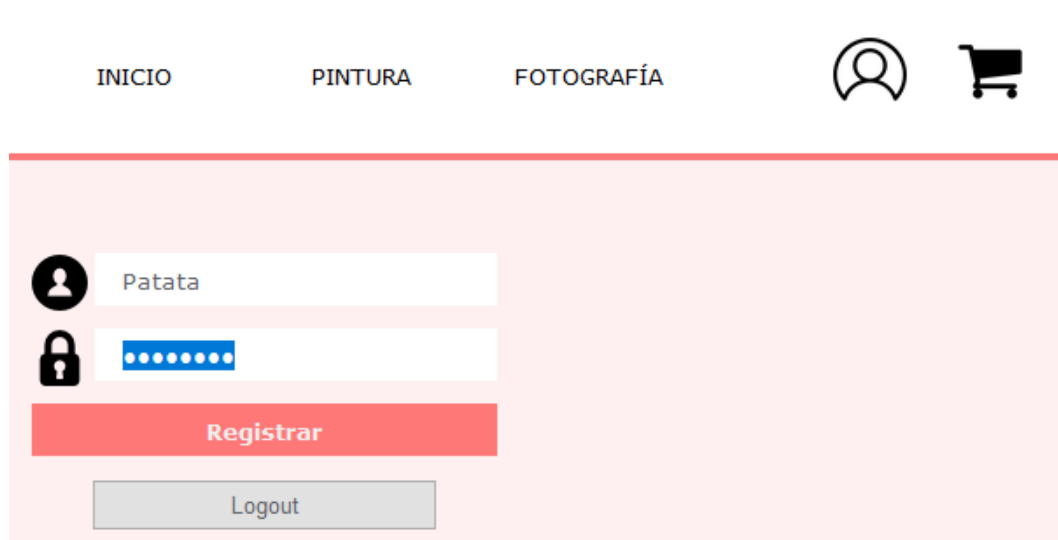 INICIO PINTURA FOTOGRAFÍA
Patata
••••••••
Registrar
Logout